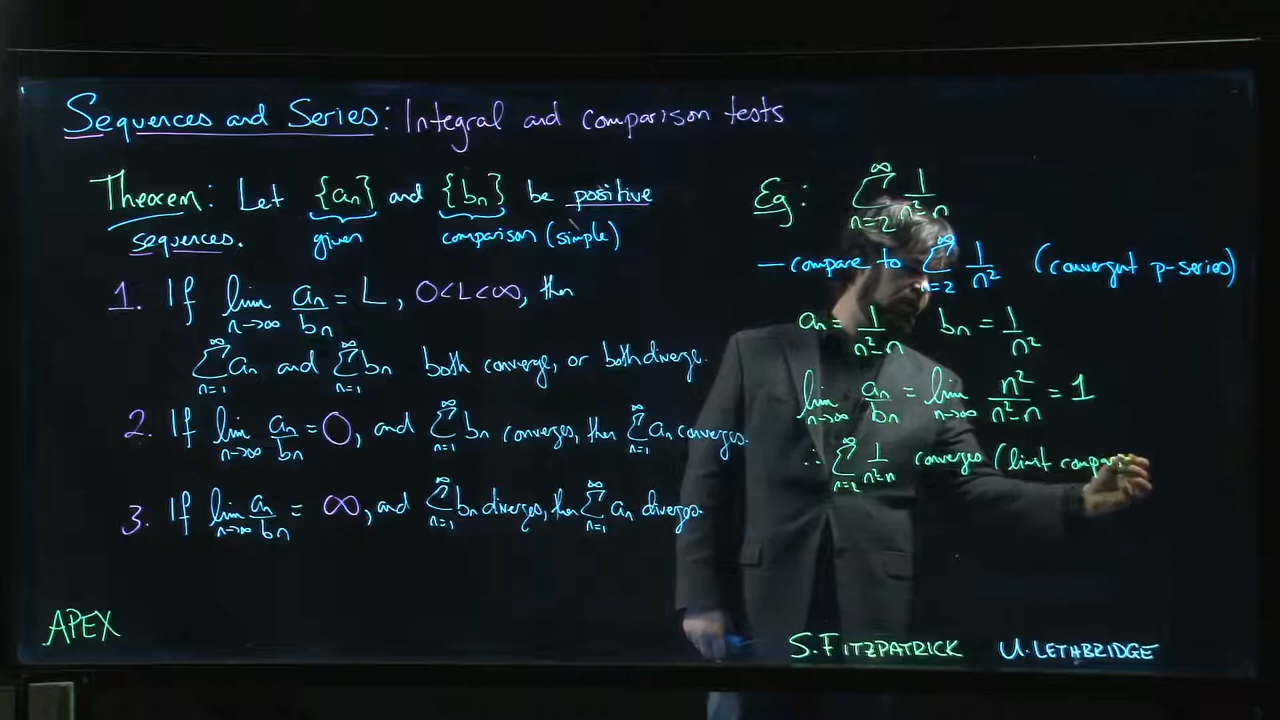 Sequences and Series: Integral and comparison tests
Theorem: Let {aₙ} and {bₙ} be positive
given comparison (simple)
sequences.
1. If lim n→∞ aₙ/bₙ = L, 0<L<∞, then
∞ Σ n=1 aₙ and ∞ Σ n=1 bₙ both converge, or both diverge.
2. If lim n→∞ aₙ/bₙ = 0, and ∞ Σ n=1 bₙ converges, then ∞ Σ n=1 aₙ converges.
3. If lim n→∞ aₙ/bₙ = ∞, and ∞ Σ n=1 bₙ diverges, then ∞ Σ n=1 aₙ diverges.
Eg: ∞ Σ n=2 1/(n²-n)
— compare to ∞ Σ n=2 1/n² (convergent p-series)
aₙ = 1/(n²-n) bₙ = 1/n²
lim n→∞ aₙ/bₙ = lim n→∞ n²/(n²-n) = 1
∴ ∞ Σ n=2 1/(n²-n) converges (limit compari
APEX
S. FITZPATRICK U. LETHBRIDGE